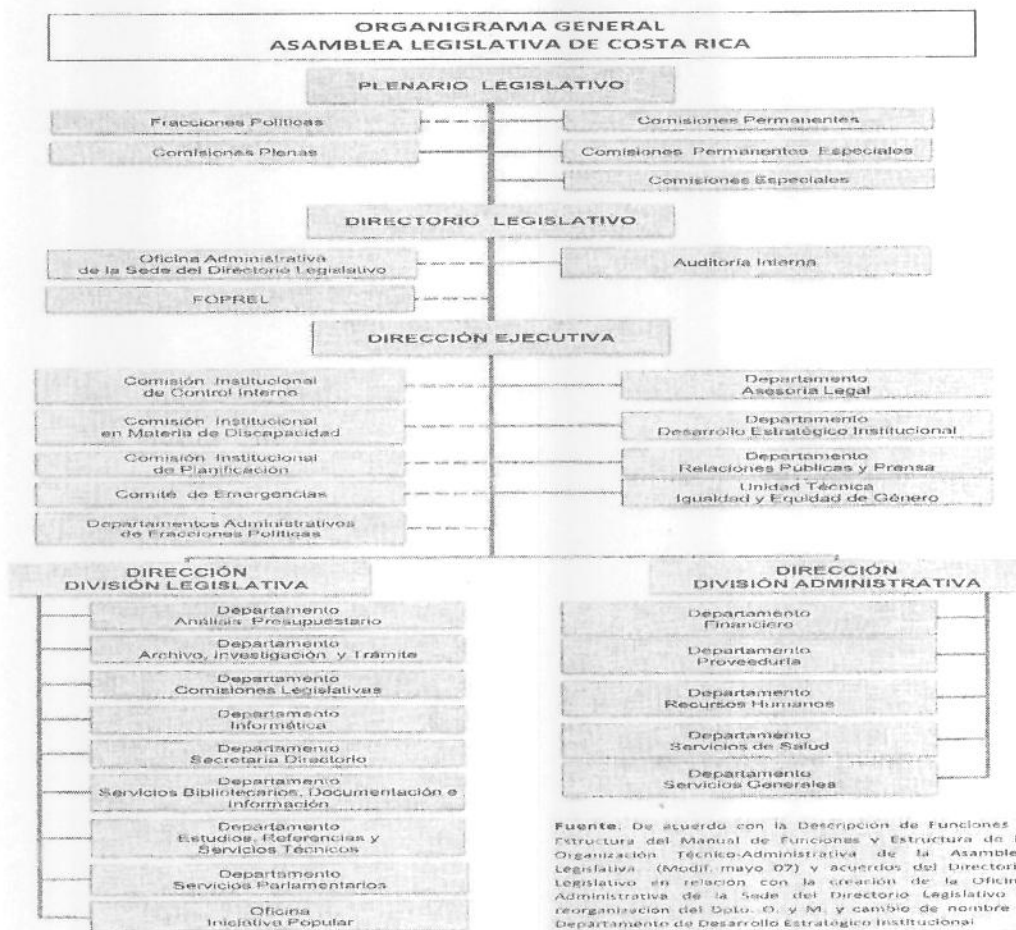 ORGANIGRAMA GENERAL
ASAMBLEA LEGISLATIVA DE COSTA RICA
PLENARIO LEGISLATIVO
Fracciones Políticas
Comisiones Permanentes
Comisiones Plenas
Comisiones Permanentes Especiales
Comisiones Especiales
DIRECTORIO LEGISLATIVO
Oficina Administrativa
de la Sede del Directorio Legislativo
Auditoría Interna
FOPREL
DIRECCIÓN EJECUTIVA
Comisión Institucional
de Control Interno
Departamento
Asesoría Legal
Comisión Institucional
en Materia de Discapacidad
Departamento
Desarrollo Estratégico Institucional
Comisión Institucional
de Planificación
Departamento
Relaciones Públicas y Prensa
Comité de Emergencias
Unidad Técnica
Igualdad y Equidad de Género
Departamentos Administrativos
de Fracciones Políticas
DIRECCIÓN
DIVISIÓN LEGISLATIVA
Departamento
Análisis Presupuestario
Departamento
Archivo, Investigación y Trámite
Departamento
Comisiones Legislativas
Departamento
Informática
Departamento
Secretaría Directorio
Departamento
Servicios Bibliotecarios, Documentación e
Información
Departamento
Estudios, Referencias y
Servicios Técnicos
Departamento
Servicios Parlamentarios
Oficina
Iniciativa Popular
DIRECCIÓN
DIVISIÓN ADMINISTRATIVA
Departamento
Financiero
Departamento
Proveeduría
Departamento
Recursos Humanos
Departamento
Servicios de Salud
Departamento
Servicios Generales
Fuente: De acuerdo con la Descripción de Funciones
Estructura del Manual de Funciones y Estructura de
Organización Técnico-Administrativa de la
Legislativa (Modif. mayo 07) y acuerdos del
Legislativo en relación con la creación de la
Administrativa de la Sede del Directorio Legislativo
reorganización del Dpto. O. y M. y cambio de nombre
Departamento de Desarrollo Estratégico Institucional